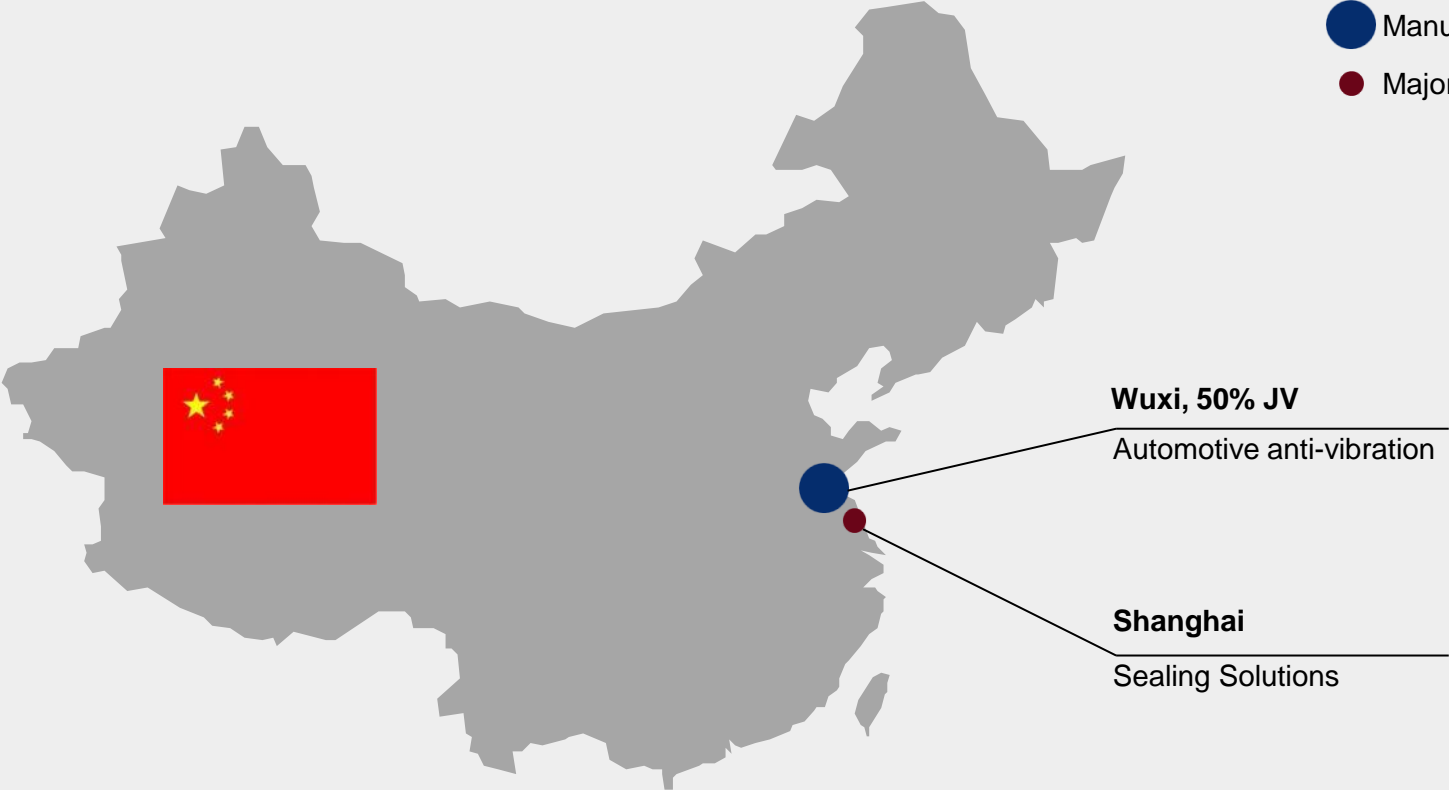 Manu
Major
Wuxi, 50% JV
Automotive anti-vibration
Shanghai
Sealing Solutions